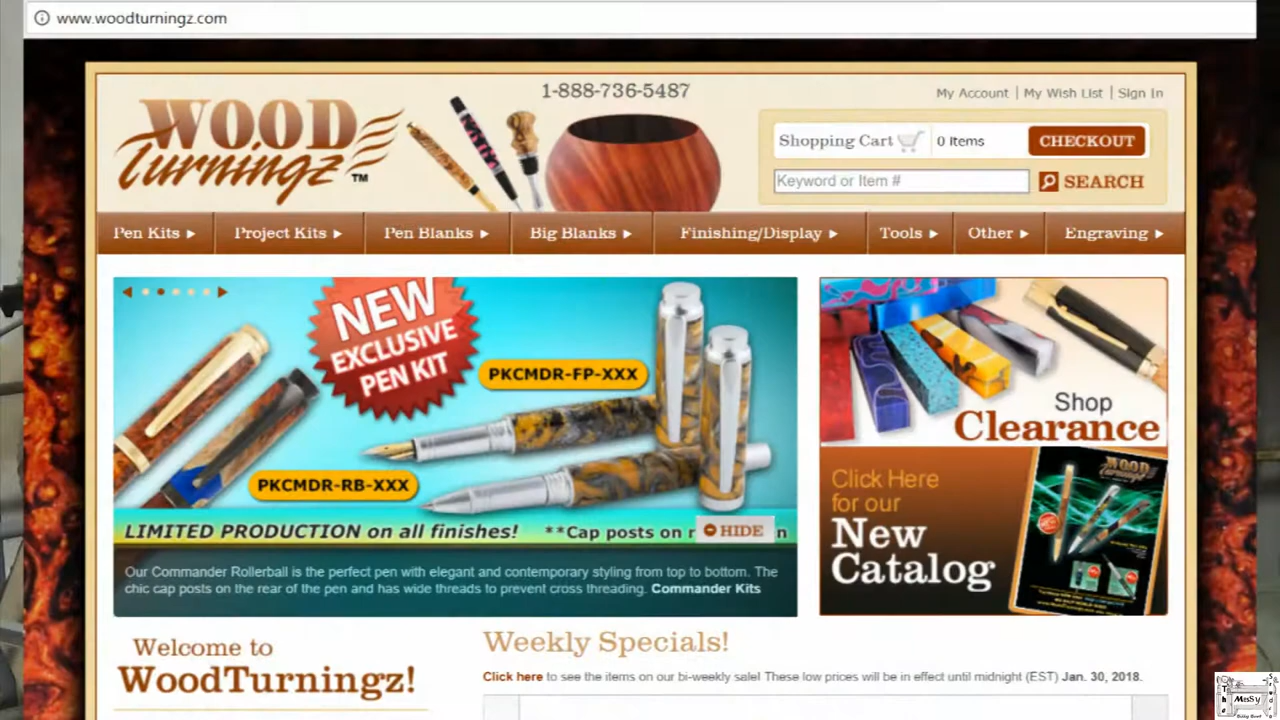 www.woodturningz.com
1-888-736-5487
My Account | My Wish List | Sign In
WOOD
Turningz™
Shopping Cart 0 Items CHECKOUT
Keyword or Item # SEARCH
Pen Kits Project Kits Pen Blanks Big Blanks Finishing/Display Tools Other Engraving
NEW
EXCLUSIVE
PEN KIT
PKCMDR-FP-XXX
PKCMDR-RB-XXX
LIMITED PRODUCTION on all finishes! **Cap posts on
HIDE
Our Commander Rollerball is the perfect pen with elegant and contemporary styling from top to bottom. The
chic cap posts on the rear of the pen and has wide threads to prevent cross threading. Commander Kits
Shop
Clearance
Click Here
for our
New
Catalog
WOOD
Turningz
Welcome to
WoodTurningz!
Weekly Specials!
Click here to see the items on our bi-weekly sale! These low prices will be in effect until midnight (EST) Jan. 30, 2018.
MsSy